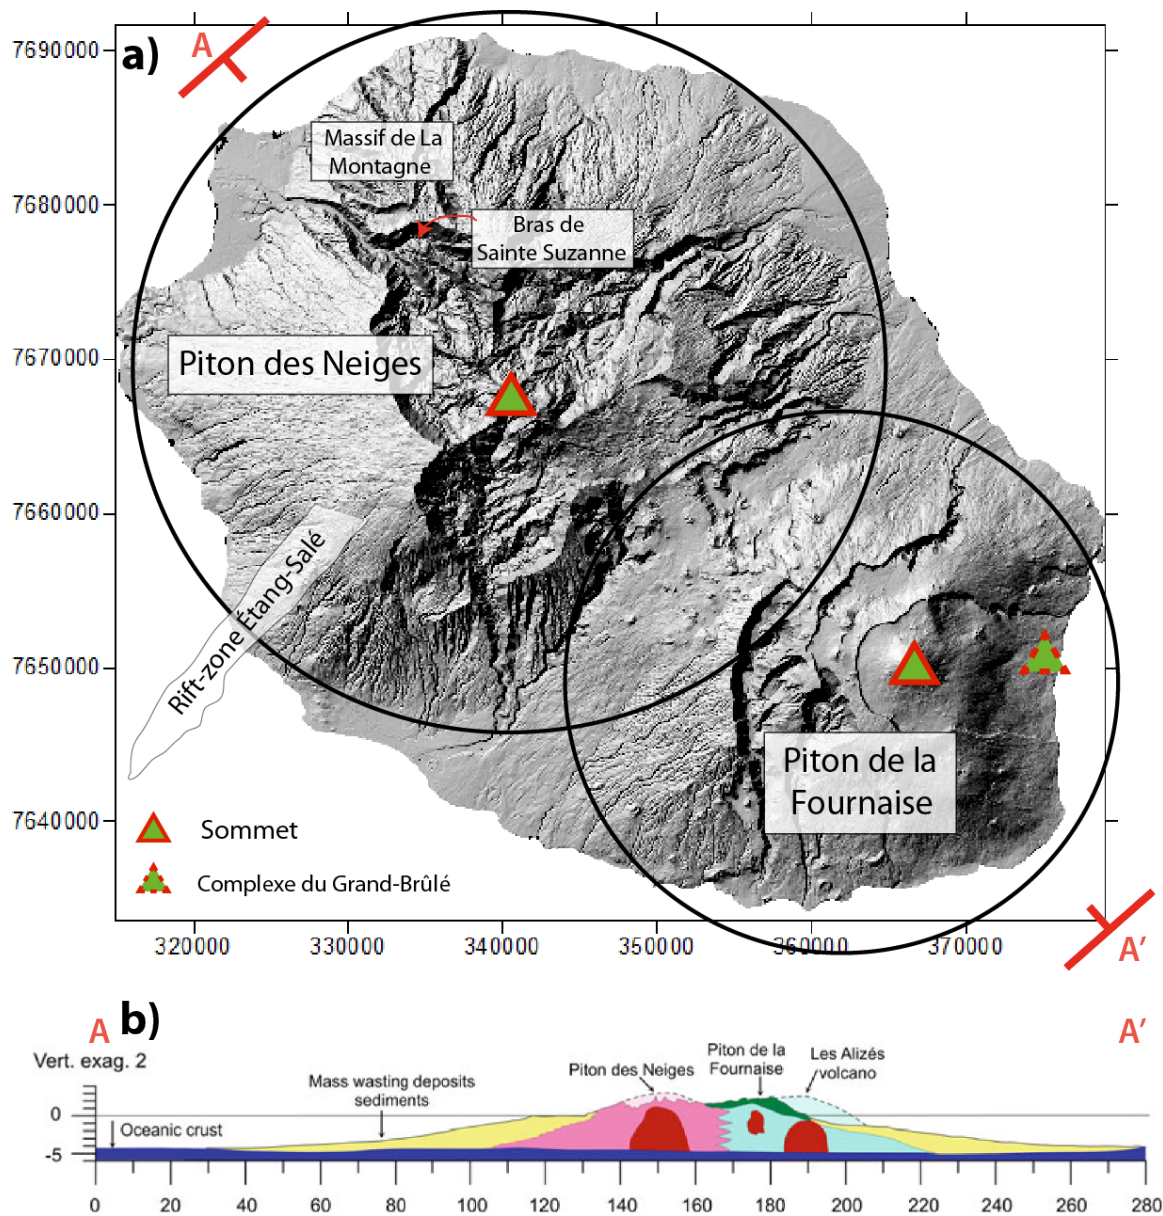 a)
A
7690000
7680000
7670000
7660000
7650000
7640000
Massif de La
Montagne
Bras de
Sainte Suzanne
Piton des Neiges
Rift-zone Étang-Salé
Piton de la
Fournaise
Sommet
Complexe du Grand-Brûlé
320000 330000 340000 350000 360000 370000
A'
b)
A
A'
Vert. exag. 2
Mass wasting deposits
sediments
Piton des Neiges
Piton de la
Fournaise
Les Alizés
volcano
0
Oceanic crust
-5
0 20 40 60 80 100 120 140 160 180 200 220 240 260 280